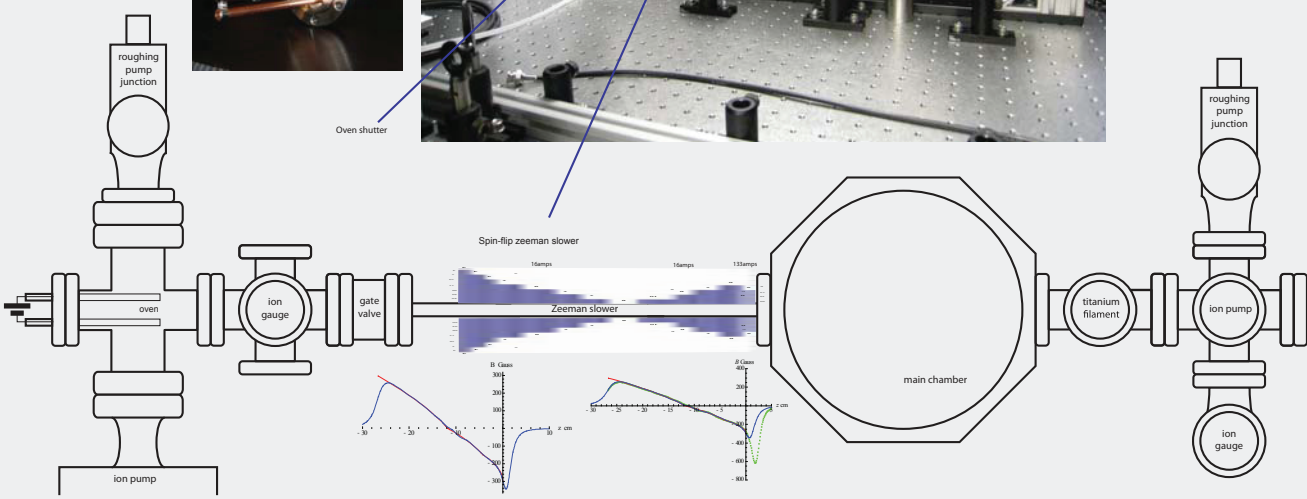 roughing
pump
junction
Oven shutter
roughing
pump
junction
Spin-flip zeeman slower
16amps
16amps
133amps
oven
ion
gauge
gate
valve
Zeeman slower
titanium
filament
ion pump
main chamber
B Gauss
300
200
100
- 100
- 200
- 300
- 30
- 20
- 10
10
z cm
B Gauss
400
200
- 200
- 400
- 600
- 800
- 30
- 25
- 20
- 15
- 10
- 5
z cm
ion
gauge
ion pump